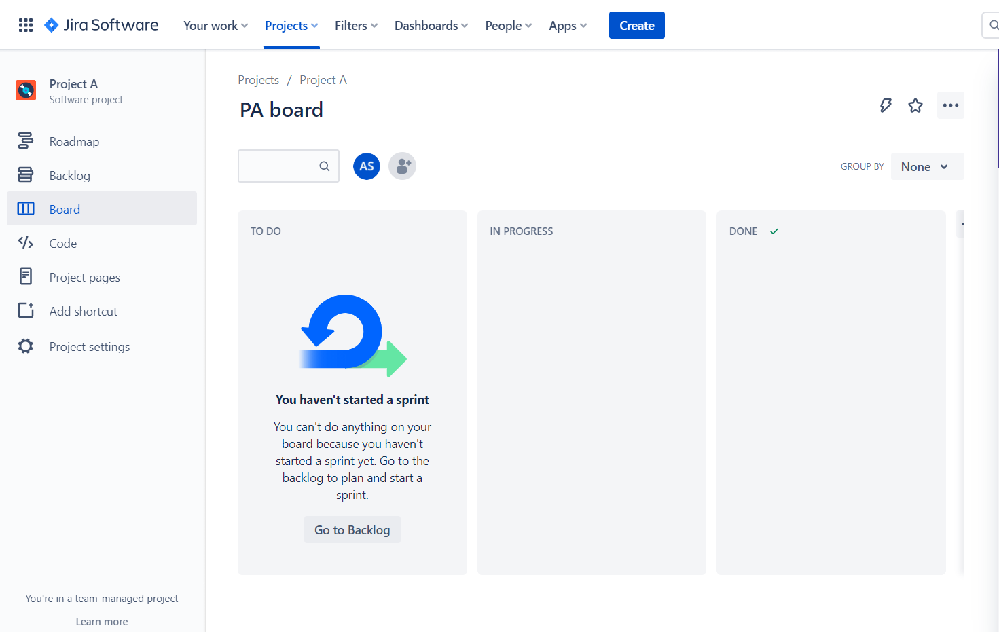 Jira Software
Your work
Projects
Filters
Dashboards
People
Apps
Create
Project A
Software project
Roadmap
Backlog
Board
Code
Project pages
Add shortcut
Project settings
You're in a team-managed project
Learn more
Projects / Project A
PA board
AS
GROUP BY
None
TO DO
You haven't started a sprint
You can't do anything on your
board because you haven't
started a sprint yet. Go to the
backlog to plan and start a
sprint.
Go to Backlog
IN PROGRESS
DONE